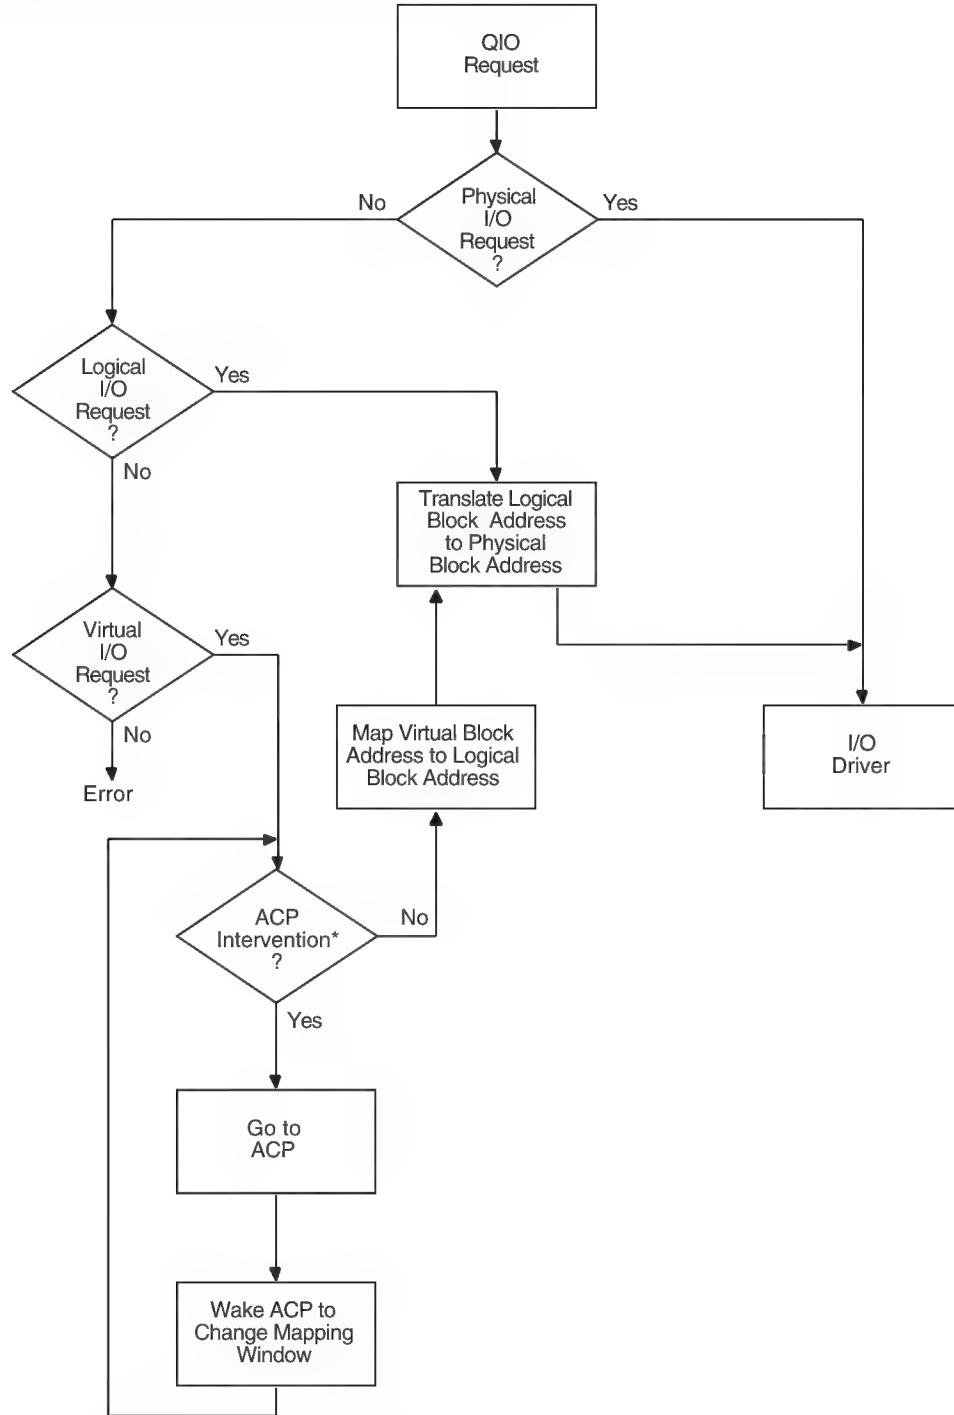 QIO
Request
No
Physical
I/O
Request
?
Yes
Logical
I/O
Request
?
Yes
No
Translate Logical
Block Address
to Physical
Block Address
Virtual
I/O
Request
?
Yes
No
Error
Map Virtual Block
Address to Logical
Block Address
I/O
Driver
ACP
Intervention*
?
No
Yes
Go to
ACP
Wake ACP to
Change Mapping
Window